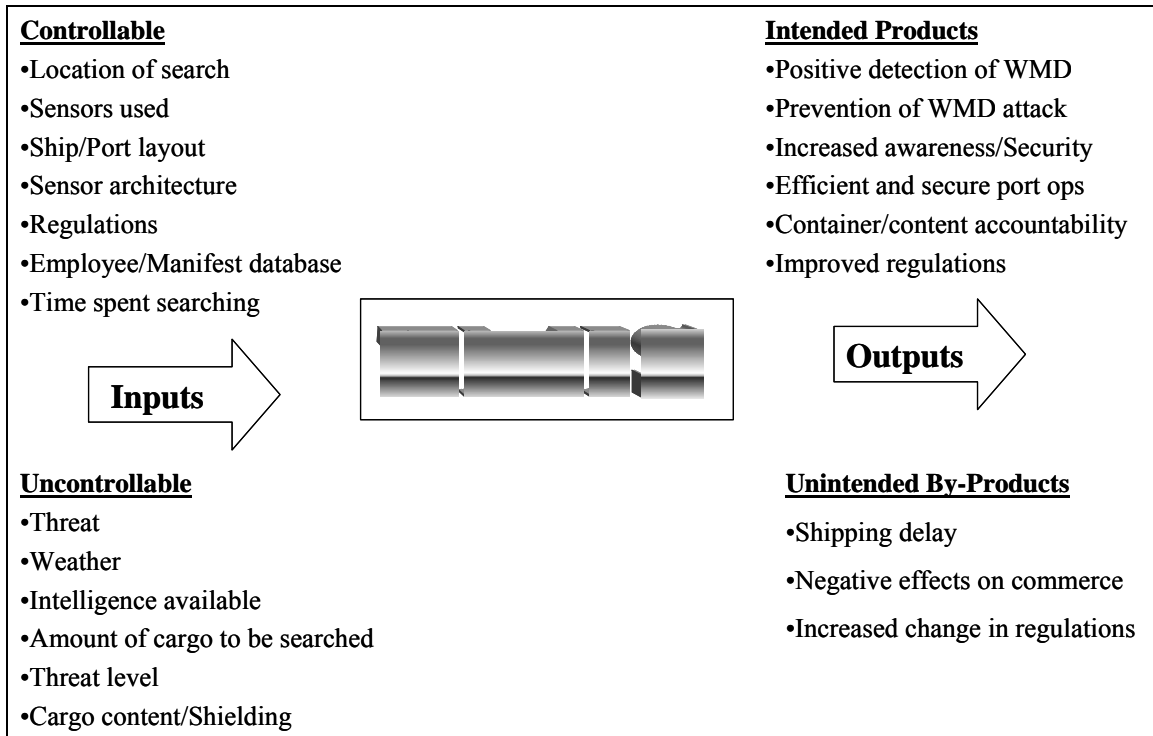 Controllable
•Location of search
•Sensors used
•Ship/Port layout
•Sensor architecture
•Regulations
•Employee/Manifest database
•Time spent searching
Inputs
Uncontrollable
•Threat
•Weather
•Intelligence available
•Amount of cargo to be searched
•Threat level
•Cargo content/Shielding
Intended Products
•Positive detection of WMD
•Prevention of WMD attack
•Increased awareness/Security
•Efficient and secure port ops
•Container/content accountability
•Improved regulations
Outputs
Unintended By-Products
•Shipping delay
•Negative effects on commerce
•Increased change in regulations